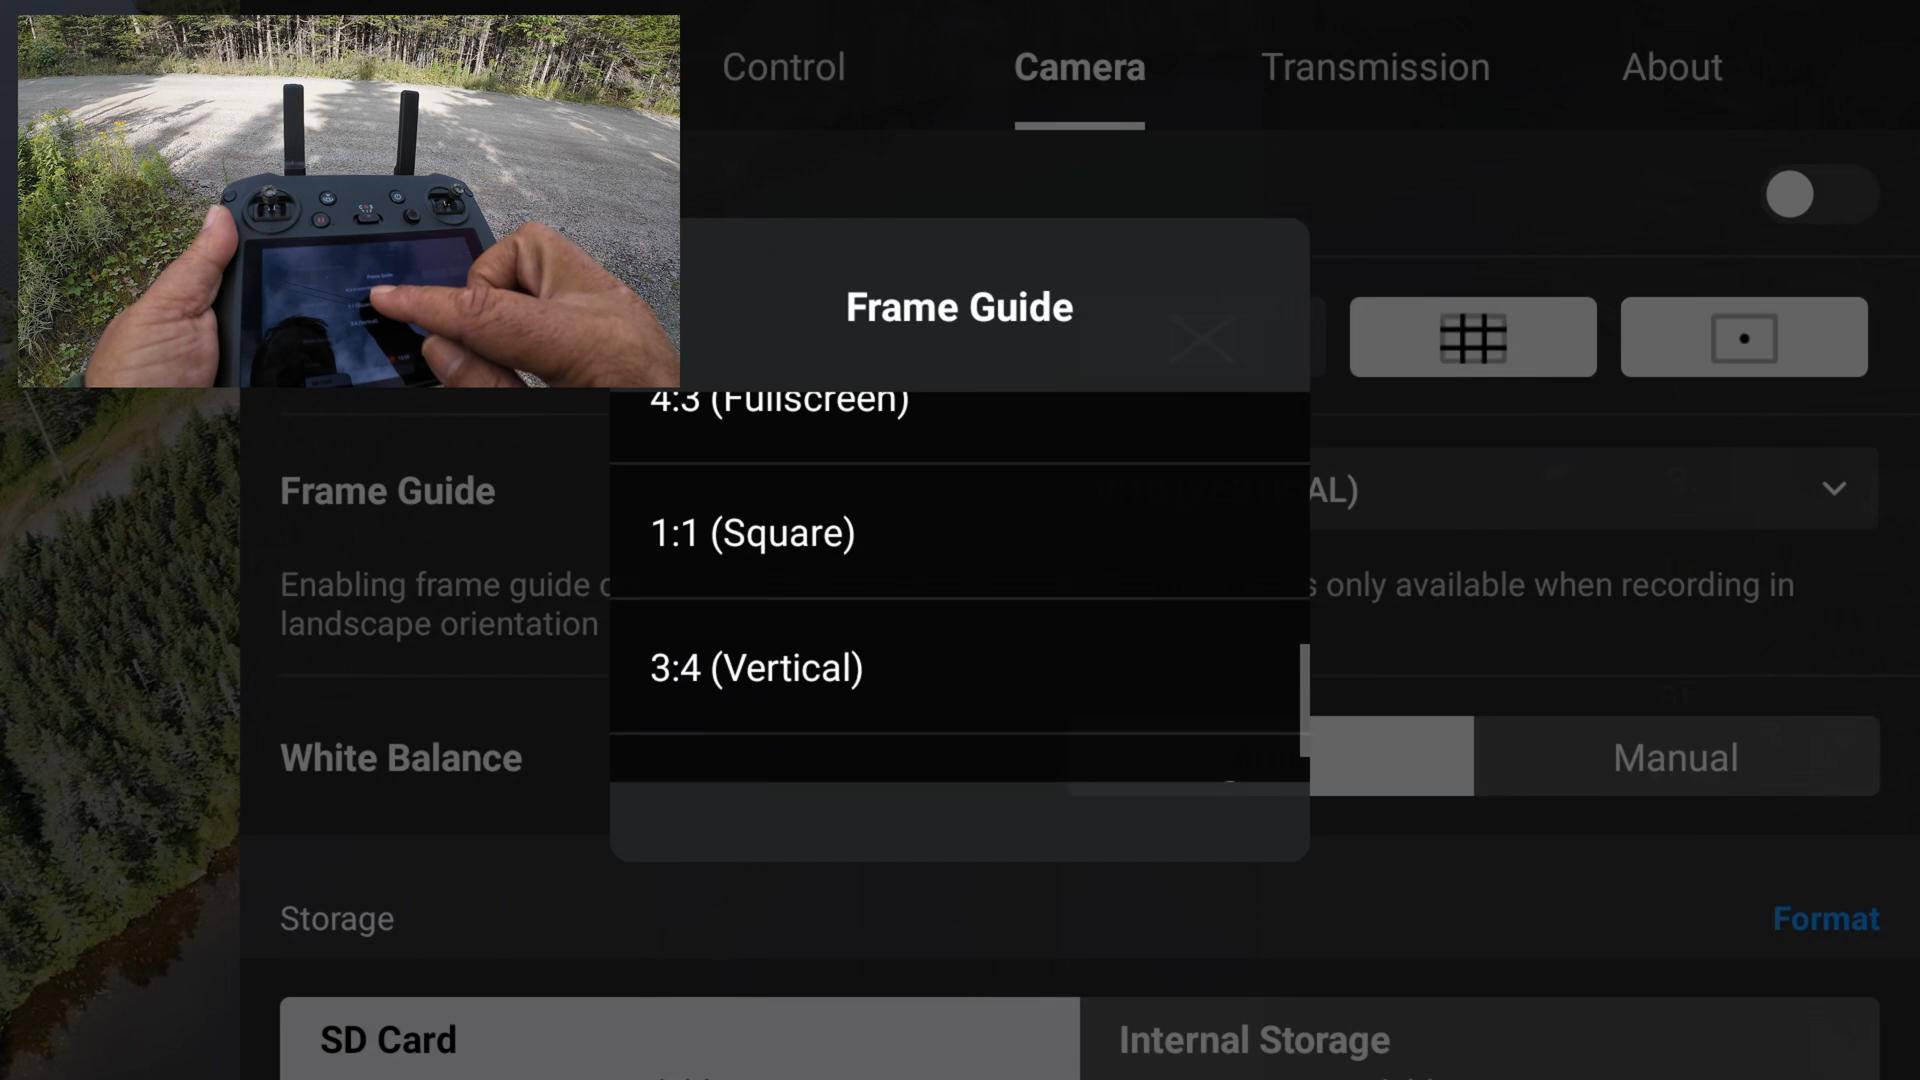 Control
Camera
Transmission
About
Frame Guide
4:3 (Fullscreen)
1:1 (Square)
3:4 (Vertical)
Frame Guide
AL)
Enabling frame guide
s only available when recording in
landscape orientation
White Balance
Manual
Storage
Format
SD Card
Internal Storage